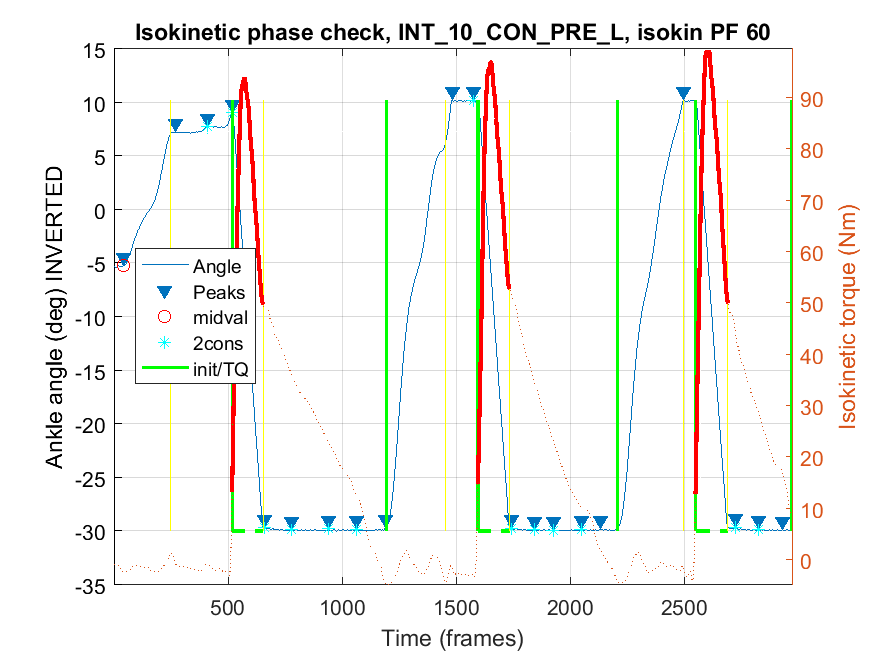 Isokinetic phase check, INT_10_CON_PRE_L, isokin PF 60
Ankle angle (deg) INVERTED
15
10
5
0
-5
-10
-15
-20
-25
-30
-35
Angle
Peaks
midval
2cons
init/TQ
90
80
70
60
50
40
30
20
10
0
Isokinetic torque (Nm)
500
1000
1500
2000
2500
Time (frames)